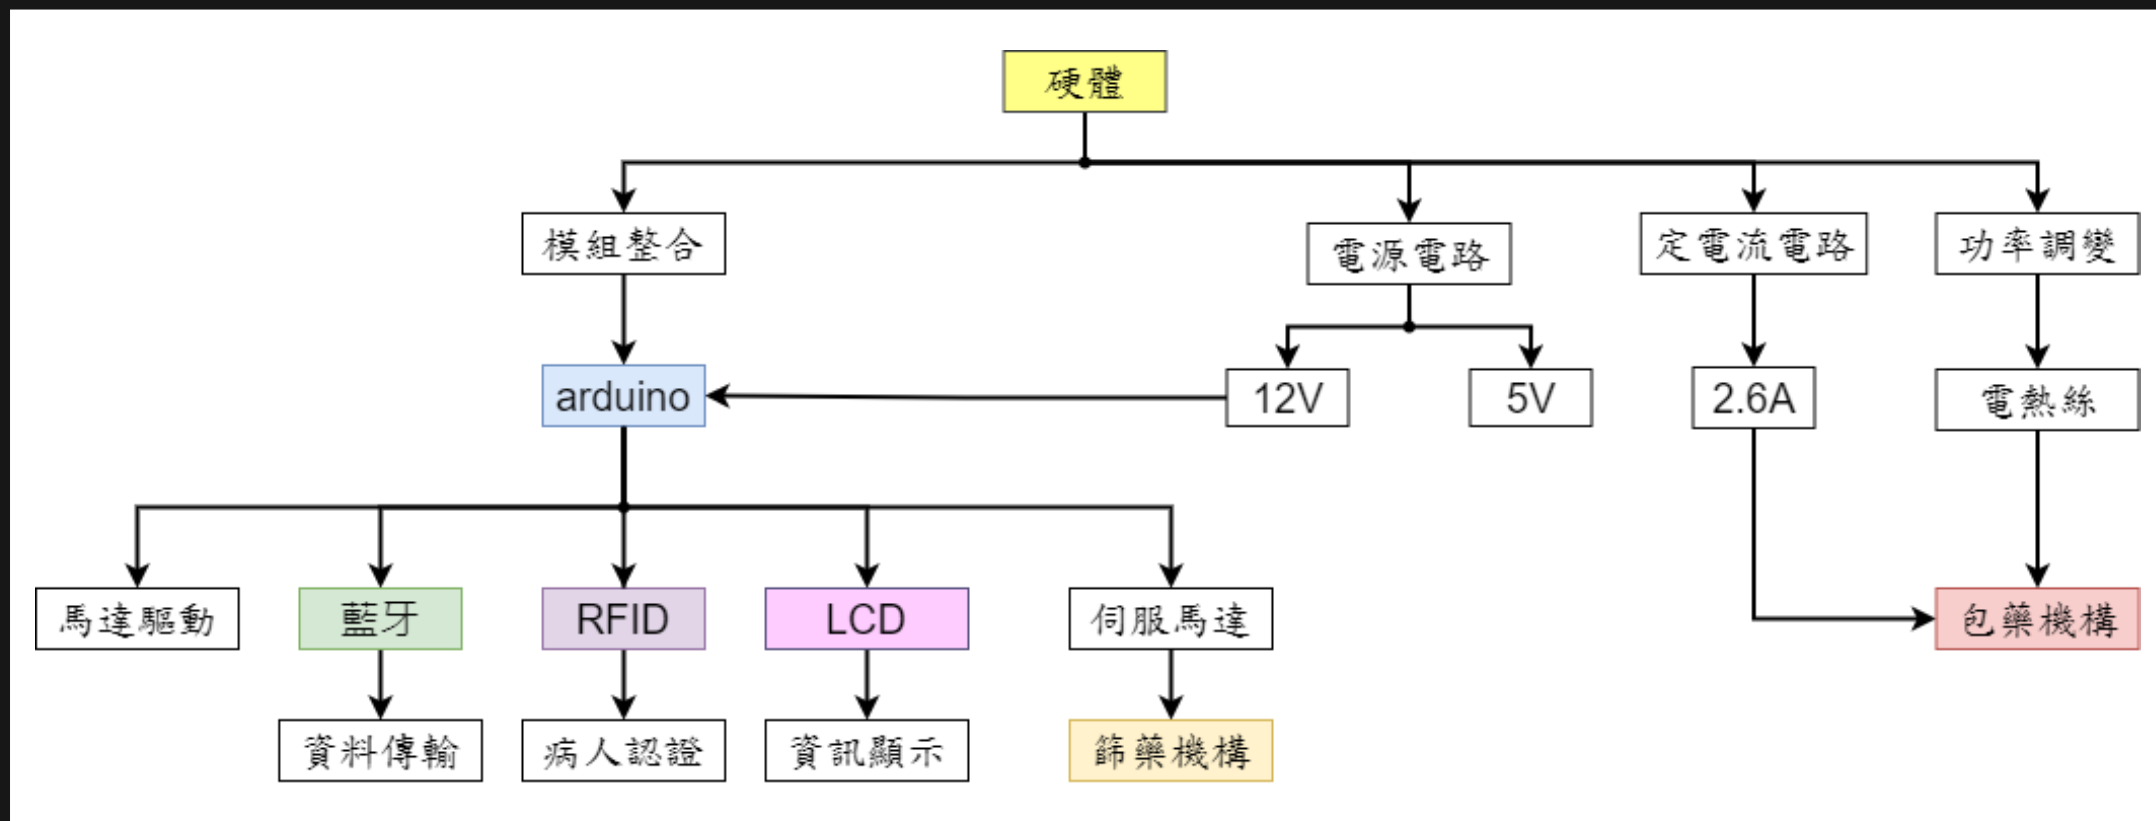 硬體
模組整合
電源電路
定電流電路
功率調變
arduino
12V
5V
2.6A
電熱絲
馬達驅動
藍牙
RFID
LCD
伺服馬達
包藥機構
資料傳輸
病人認證
資訊顯示
篩藥機構